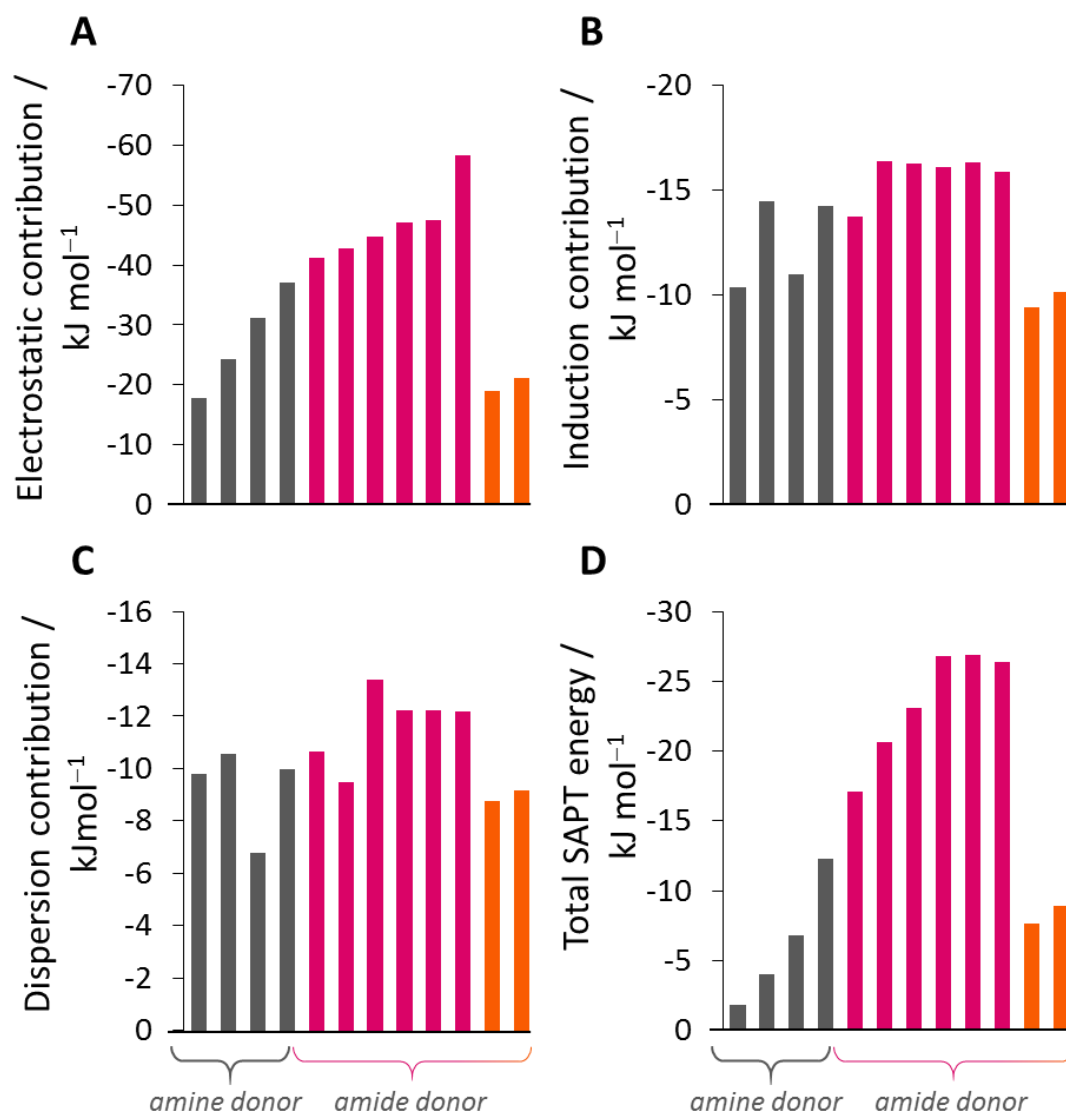 A
Electrostatic contribution /
kJ mol−1
-70
-60
-50
-40
-30
-20
-10
0
B
Induction contribution /
kJ mol−1
-20
-15
-10
-5
0
C
Dispersion contribution /
kJmol−1
-16
-14
-12
-10
-8
-6
-4
-2
0
amine donor
amide donor
D
Total SAPT energy /
kJ mol−1
-30
-25
-20
-15
-10
-5
0
amine donor
amide donor